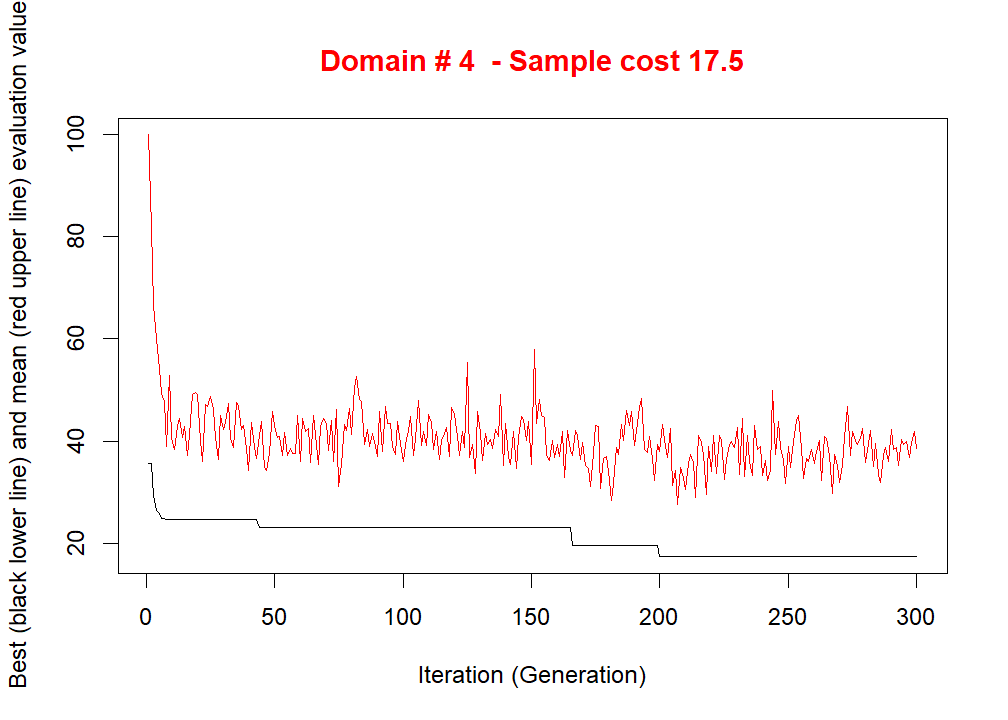 Domain # 4  - Sample cost 17.5
Best (black lower line) and mean (red upper line) evaluation value
100
80
60
40
20
0 50 100 150 200 250 300
Iteration (Generation)